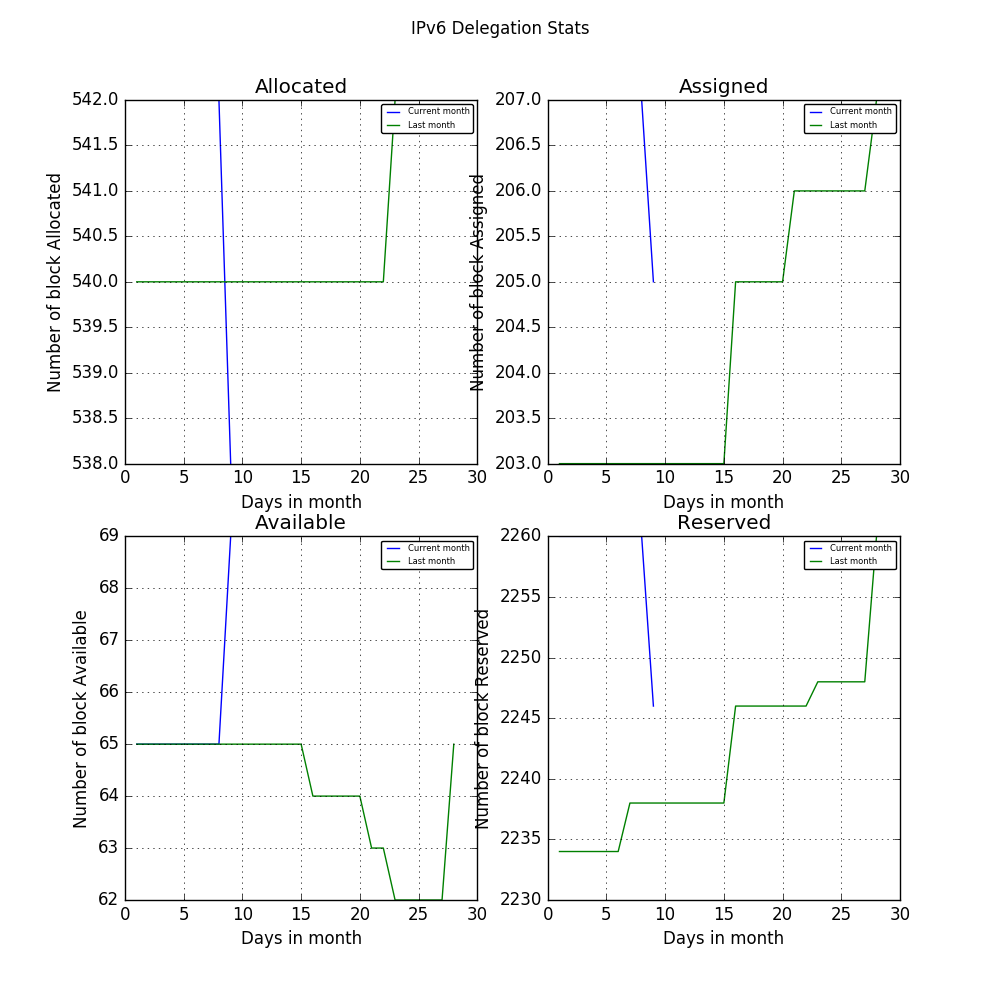 IPv6 Delegation Stats
Allocated
542.0
541.5
541.0
540.5
540.0
539.5
539.0
538.5
538.0
Number of block Allocated
0 5 10 15 20 25 30
Days in month
Current month
Last month
Assigned
207.0
206.5
206.0
205.5
205.0
204.5
204.0
203.5
203.0
Number of block Assigned
0 5 10 15 20 25 30
Days in month
Current month
Last month
Available
69
68
67
66
65
64
63
62
Number of block Available
0 5 10 15 20 25 30
Days in month
Current month
Last month
Reserved
2260
2255
2250
2245
2240
2235
2230
Number of block Reserved
0 5 10 15 20 25 30
Days in month
Current month
Last month